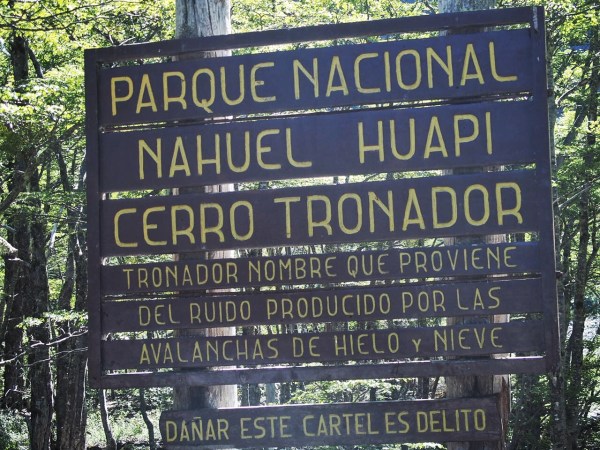 PARQUE NACIONAL
NAHUEL HUAPI
CERRO TRONADOR
TRONADOR NOMBRE QUE PROVIENE
DEL RUIDO PRODUCIDO POR LAS
AVALANCHAS DE HIELO y NIEVE
DAÑAR ESTE CARTEL ES DELITO